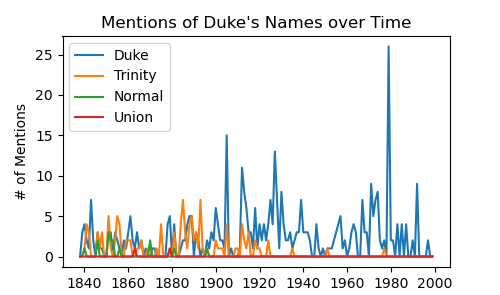 Mentions of Duke's Names over Time
# of Mentions
25
20
15
10
5
0
Duke
Trinity
Normal
Union
1840 1860 1880 1900 1920 1940 1960 1980 2000